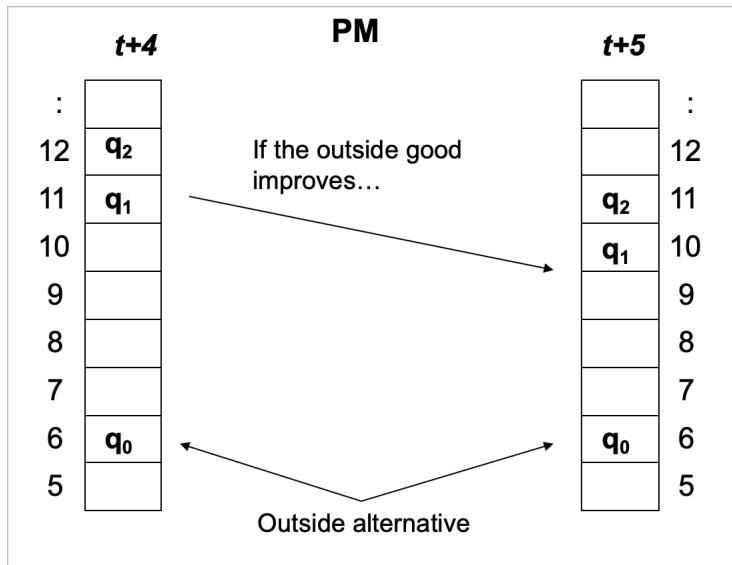 PM
t+4 t+5
: :
12 q₂ 12
If the outside good
improves…
11 q₁ q₂ 11
10 q₁ 10
9 9
8 8
7 7
6 q₀ q₀ 6
5 5
Outside alternative